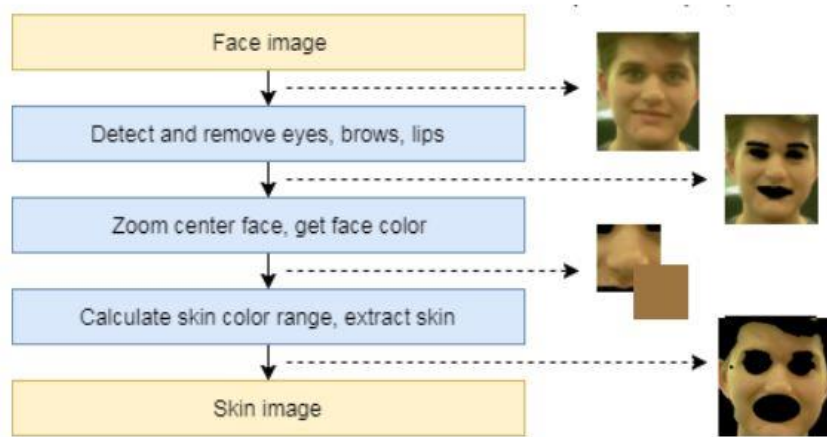 Face image
Detect and remove eyes, brows, lips
Zoom center face, get face color
Calculate skin color range, extract skin
Skin image